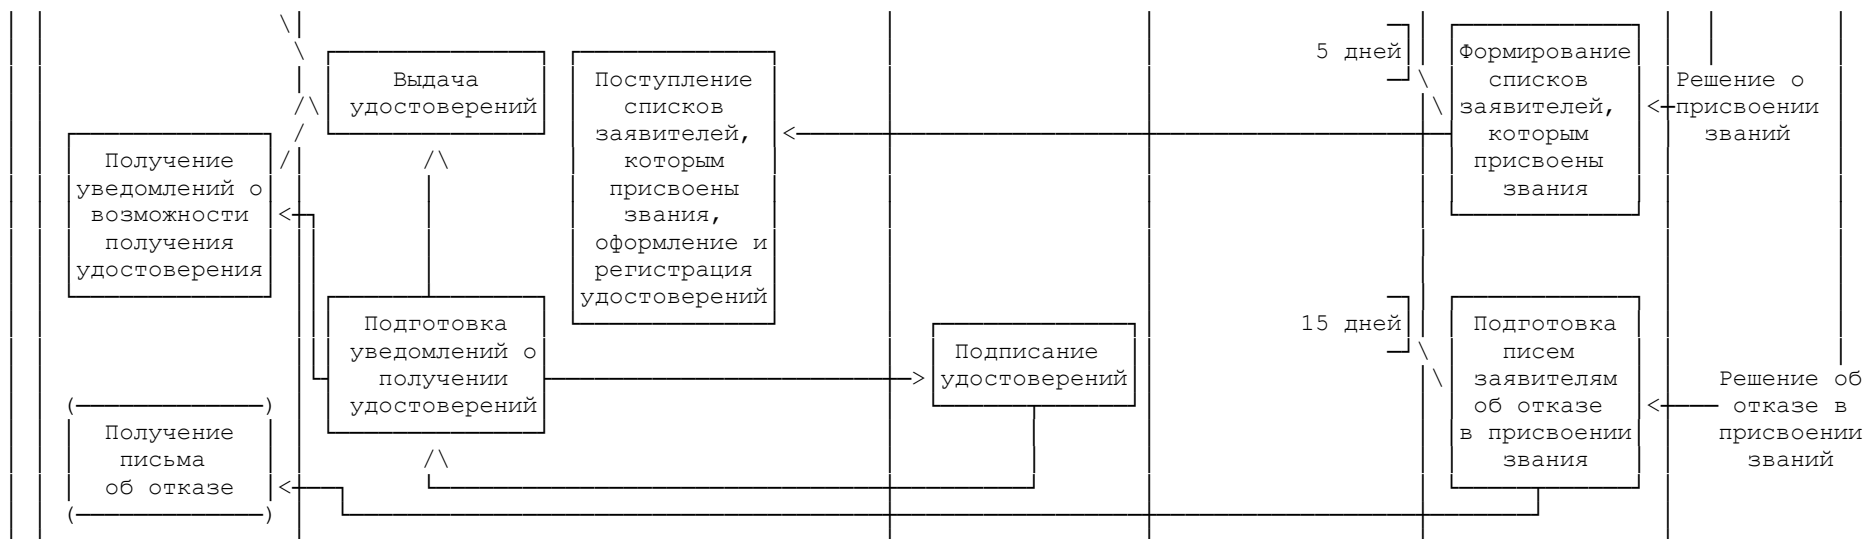 Выдача
удостоверений
Поступление
списков
заявителей,
которым
присвоены
звания,
оформление и
регистрация
удостоверений
5 дней
Формирование
списков
заявителей,
которым
присвоены
звания
Решение о
присвоении
званий
Получение
уведомлений о
возможности
получения
удостоверения
Подготовка
уведомлений о
получении
удостоверений
Подписание
удостоверений
15 дней
Подготовка
писем
заявителям
об отказе
в присвоении
звания
Решение об
отказе в
присвоении
званий
Получение
письма
об отказе